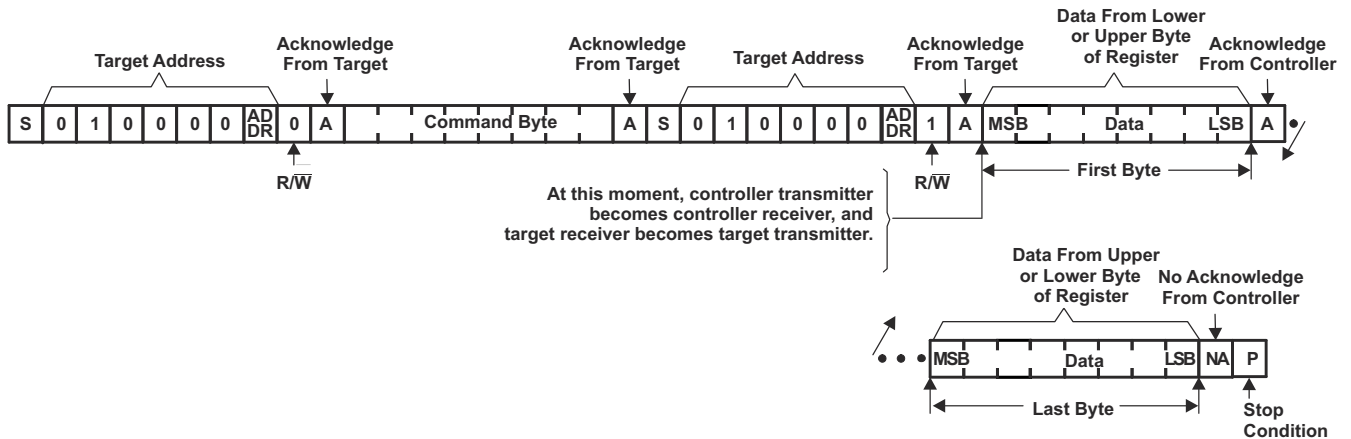 Target Address
Acknowledge
From Target
Acknowledge
From Target
Target Address
Acknowledge
From Target
Data From Lower
or Upper Byte
of Register
Acknowledge
From Controller
S 0 1 0 0 0 0 AD DR 0 A Command Byte A S 0 1 0 0 0 0 AD DR 1 A MSB Data LSB A
R/W̅
R/W̅
First Byte
At this moment, controller transmitter
becomes controller receiver, and
target receiver becomes target transmitter.
Data From Upper
or Lower Byte
of Register
No Acknowledge
From Controller
MSB Data LSB NA P
Last Byte
Stop
Condition